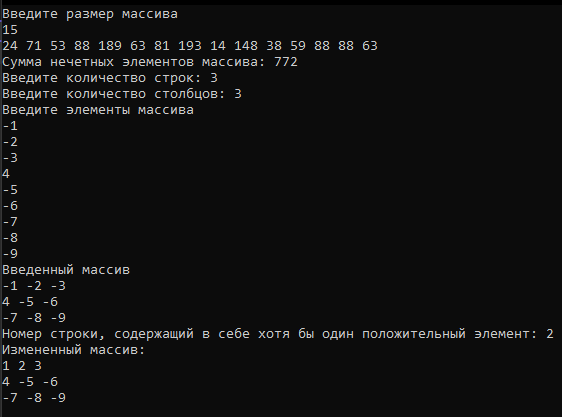 Введите размер массива
15
24 71 53 88 189 63 81 193 14 148 38 59 88 88 63
Сумма нечетных элементов массива: 772
Введите количество строк: 3
Введите количество столбцов: 3
Введите элементы массива
-1
-2
-3
4
-5
-6
-7
-8
-9
Введенный массив
-1 -2 -3
4 -5 -6
-7 -8 -9
Номер строки, содержащий в себе хотя бы один положительный элемент: 2
Измененный массив:
1 2 3
4 -5 -6
-7 -8 -9